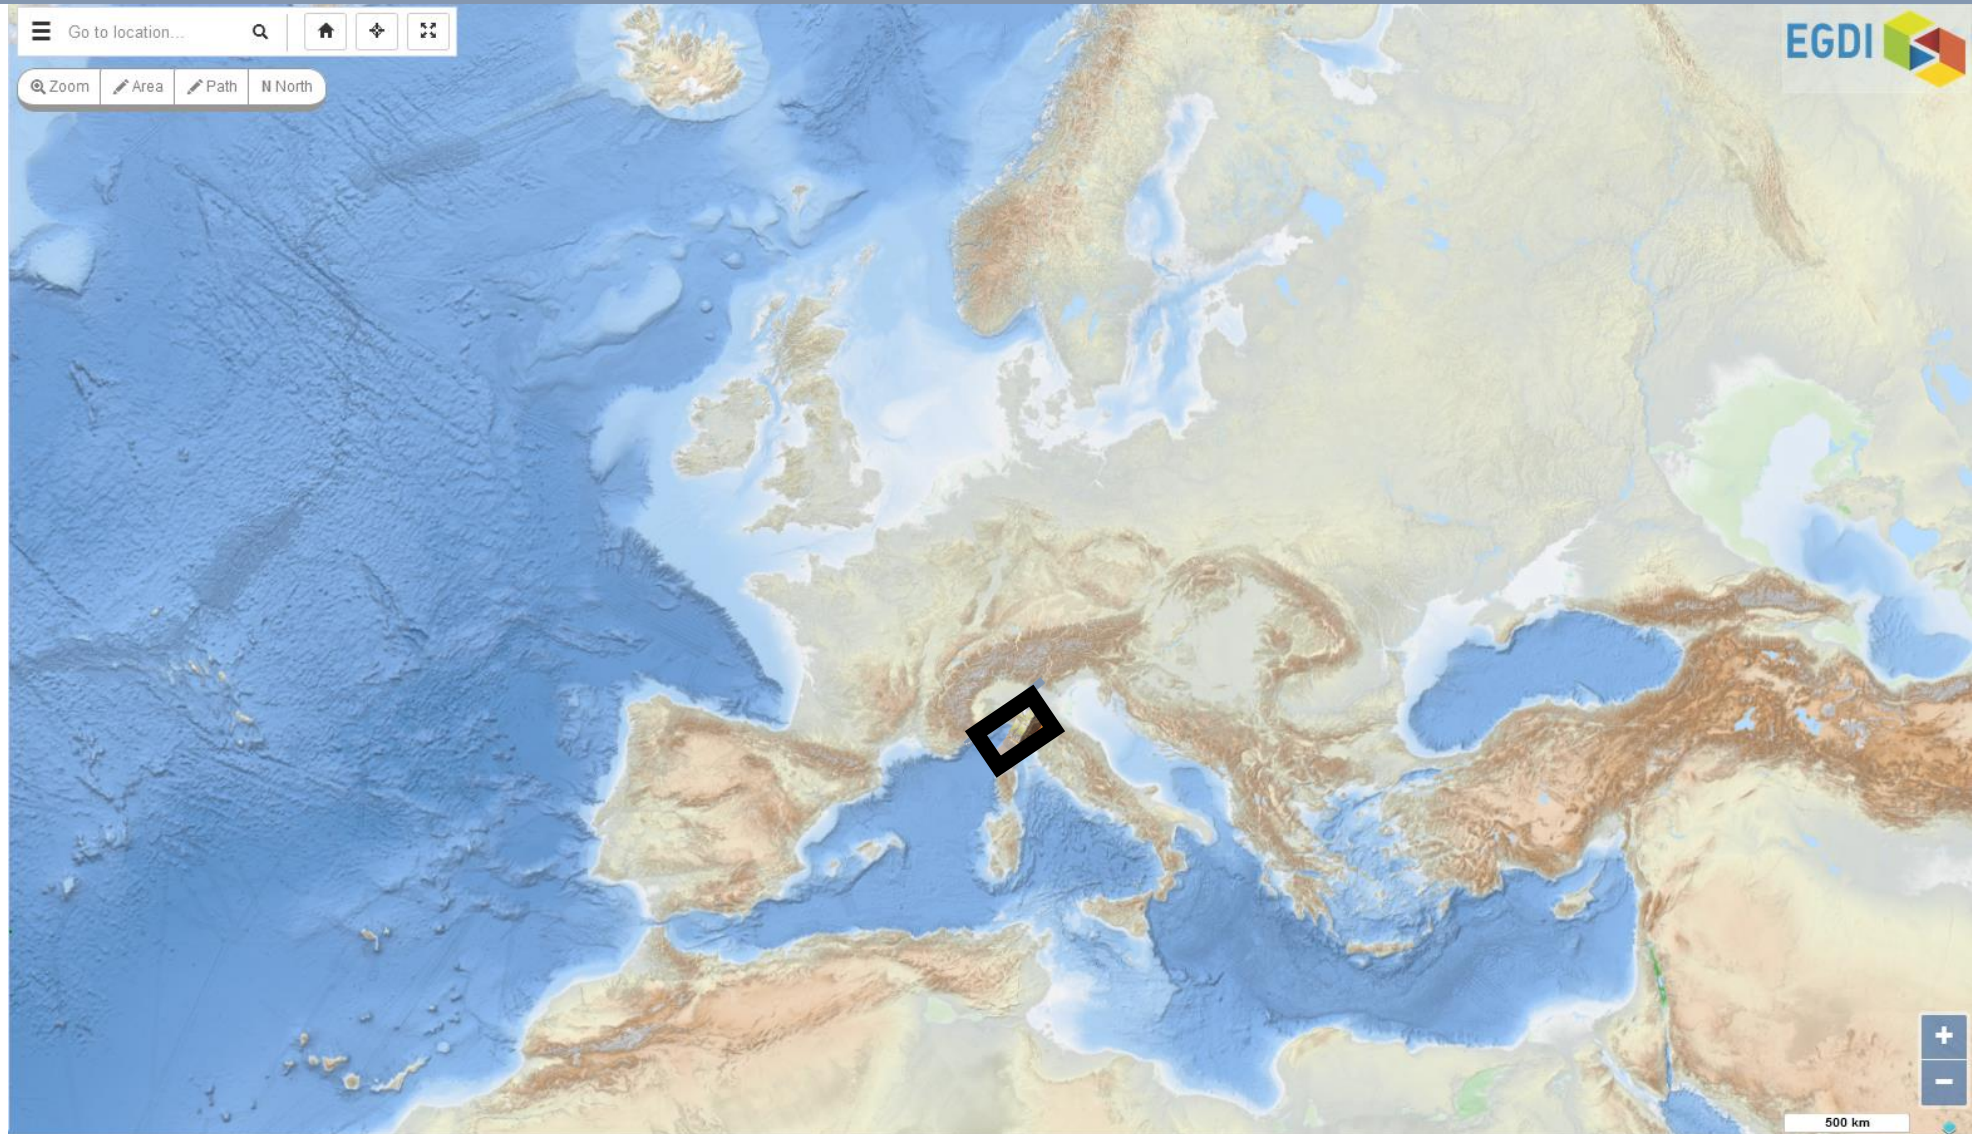 Go to location...
Zoom Area Path N North
EGDI
+
−
500 km